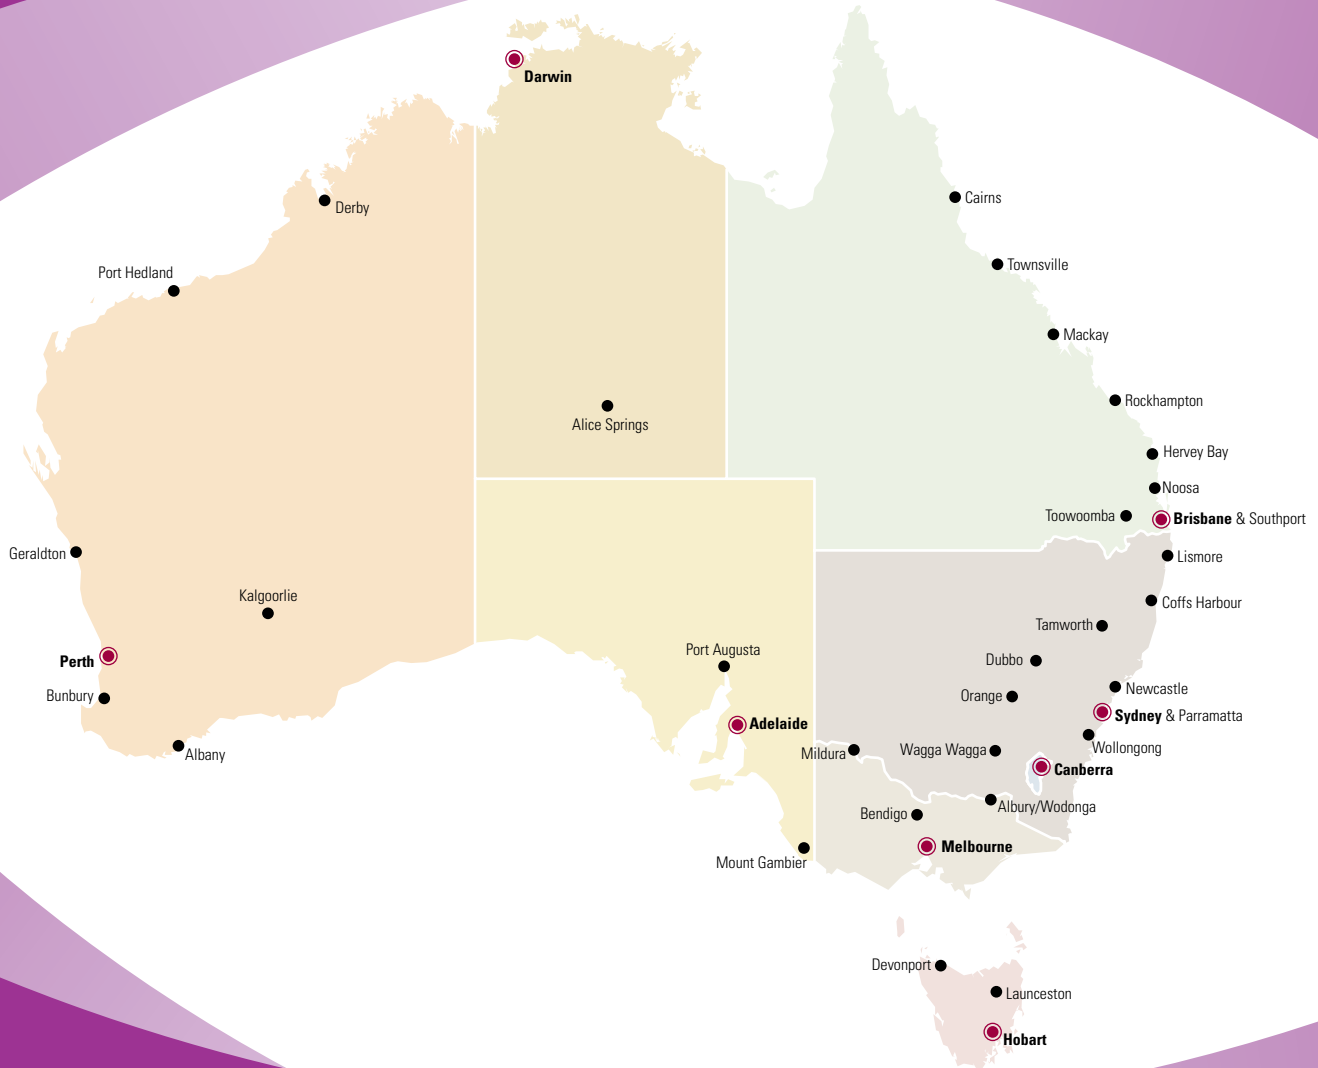 Darwin
Cairns
Derby
Townsville
Port Hedland
Mackay
Rockhampton
Alice Springs
Hervey Bay
Noosa
Toowoomba
Brisbane & Southport
Geraldton
Lismore
Kalgoorlie
Coffs Harbour
Tamworth
Port Augusta
Perth
Dubbo
Newcastle
Bunbury
Orange
Sydney & Parramatta
Adelaide
Wollongong
Albany
Mildura
Wagga Wagga
Canberra
Albury/Wodonga
Bendigo
Melbourne
Mount Gambier
Devonport
Launceston
Hobart